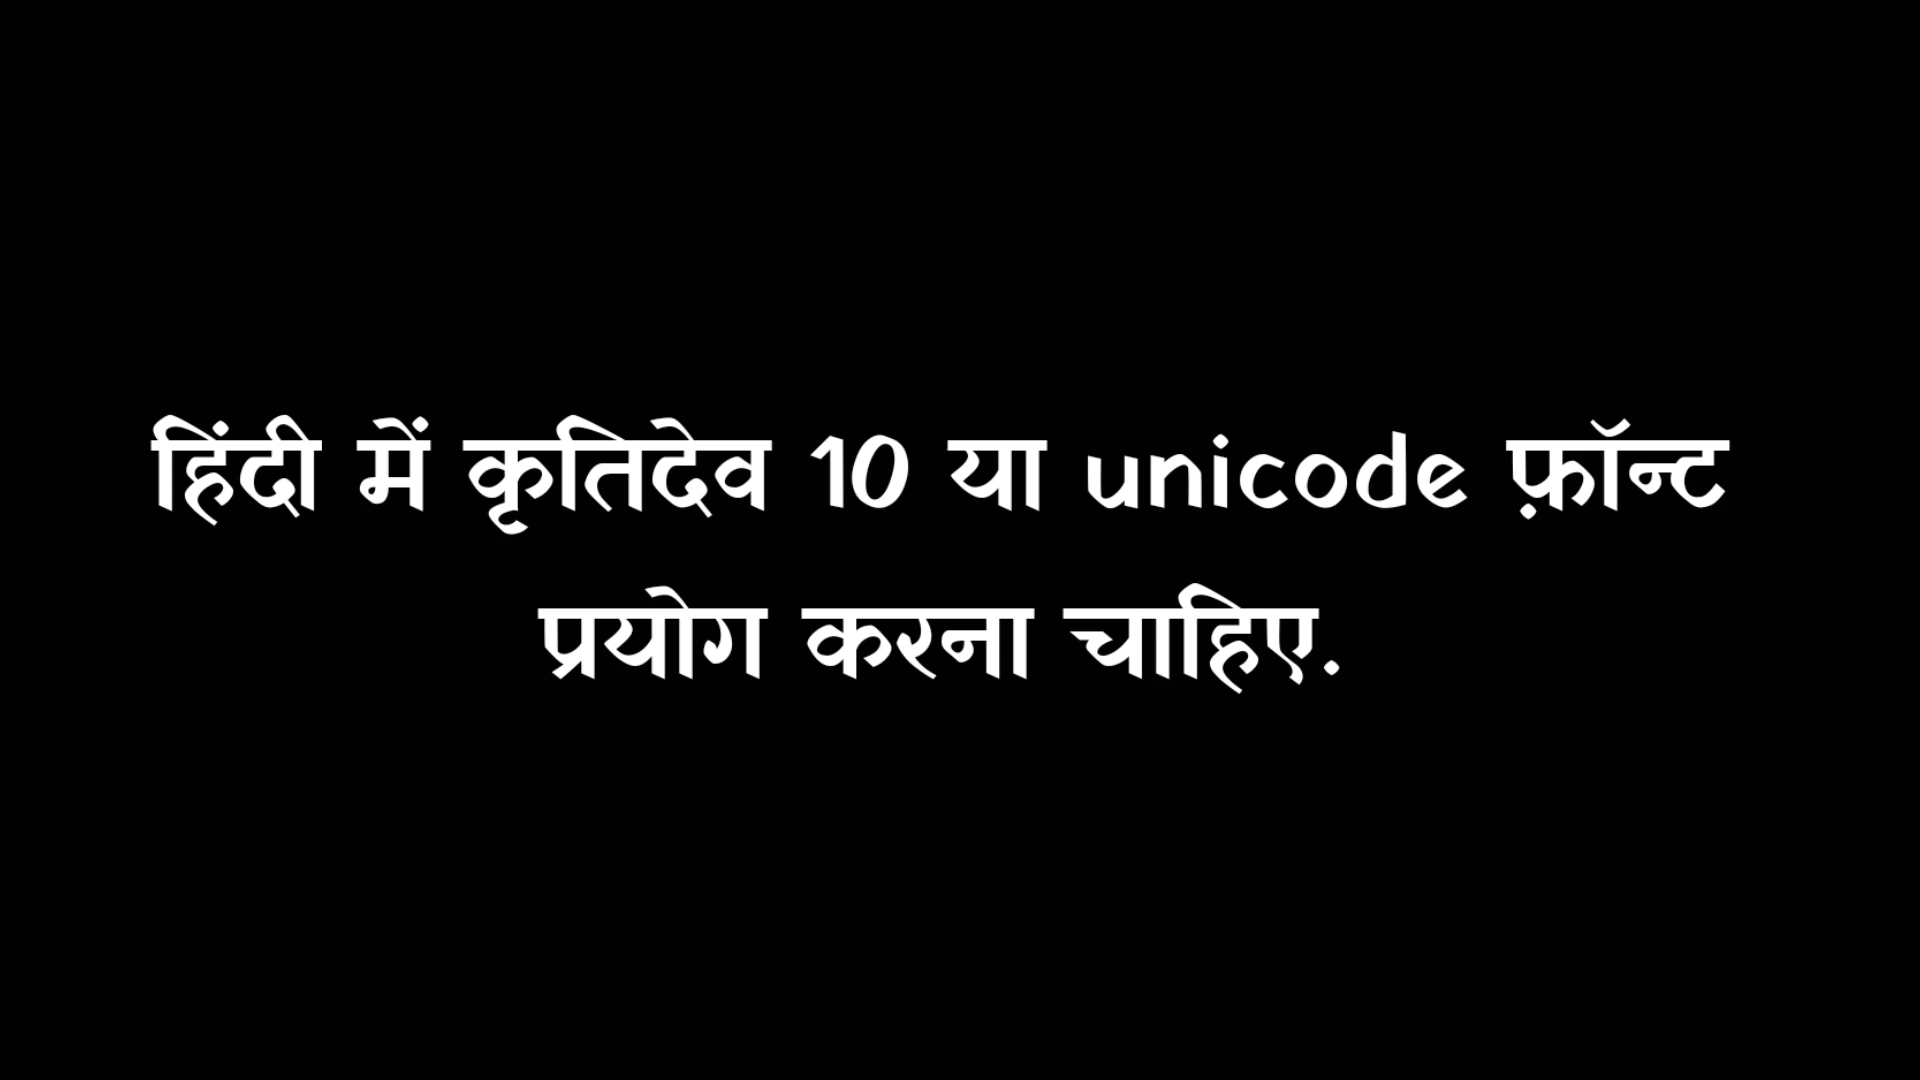 हिंदी में कृतिदेव 10 या unicode फ़ॉन्ट
प्रयोग करना चाहिए.